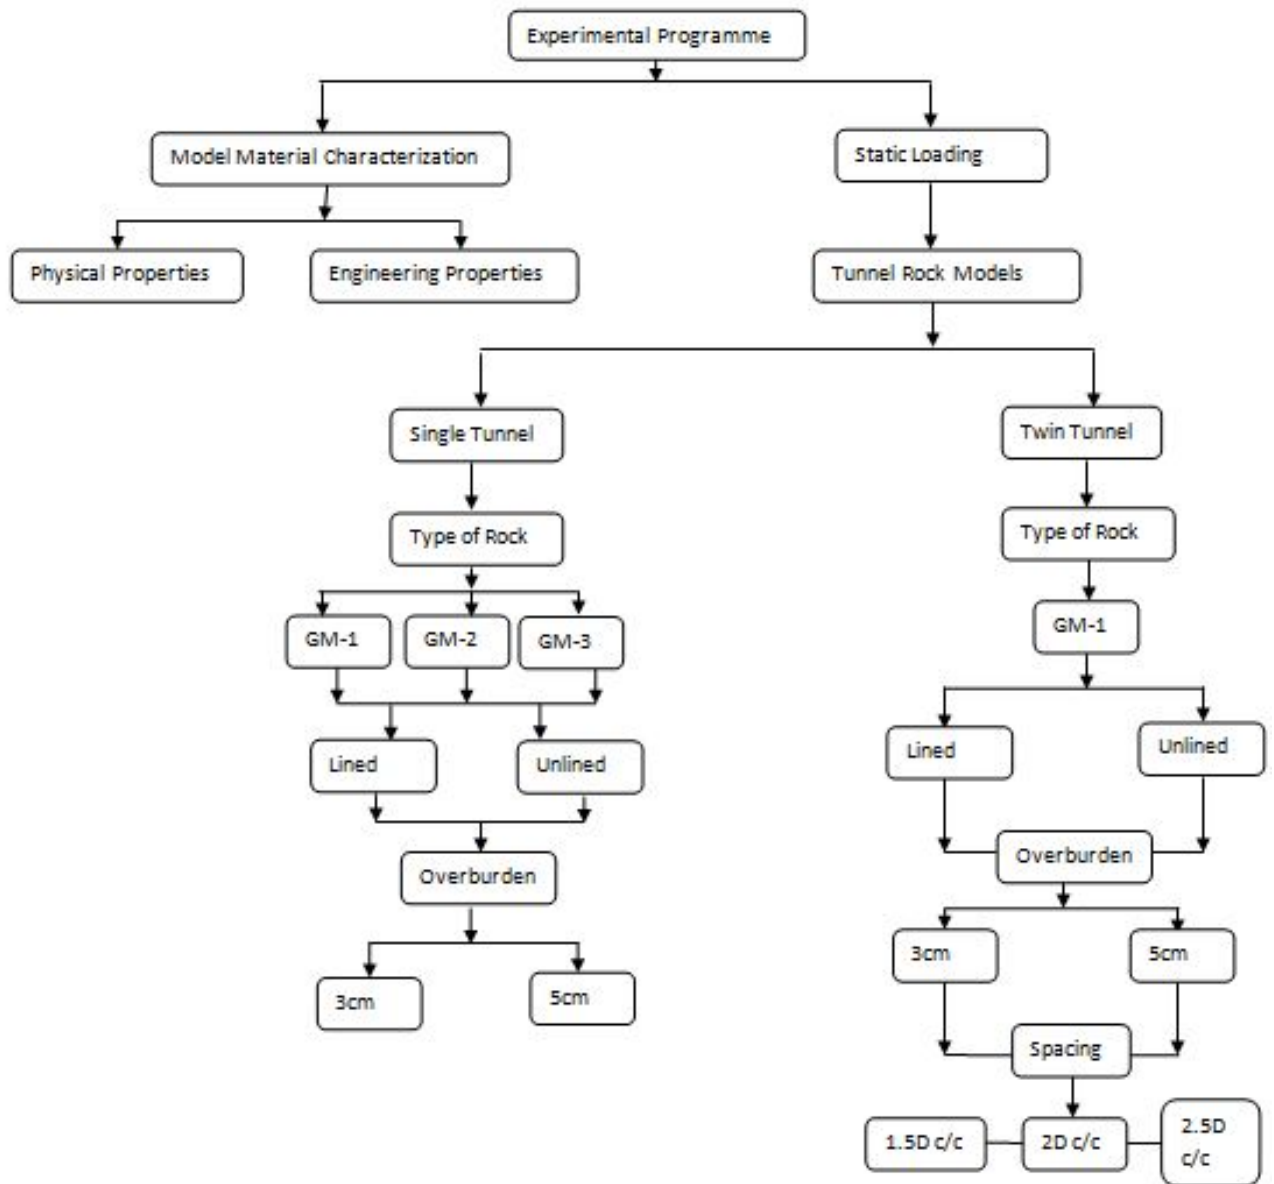 Experimental Programme
Model Material Characterization
Static Loading
Physical Properties
Engineering Properties
Tunnel Rock Models
Single Tunnel
Twin Tunnel
Type of Rock
Type of Rock
GM-1
GM-2
GM-3
GM-1
Lined
Unlined
Lined
Unlined
Overburden
Overburden
3cm
5cm
3cm
5cm
Spacing
1.5D c/c
2D c/c
2.5D
c/c